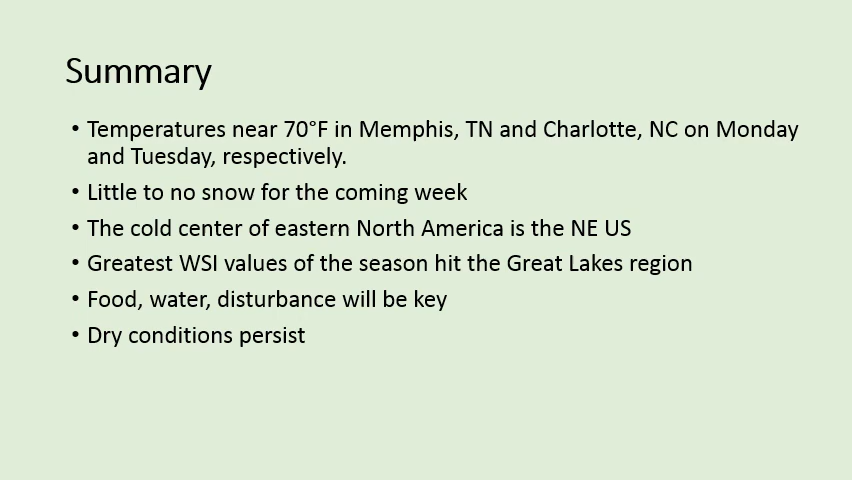 Summary
• Temperatures near 70°F in Memphis, TN and Charlotte, NC on Monday
and Tuesday, respectively.
• Little to no snow for the coming week
• The cold center of eastern North America is the NE US
• Greatest WSI values of the season hit the Great Lakes region
• Food, water, disturbance will be key
• Dry conditions persist